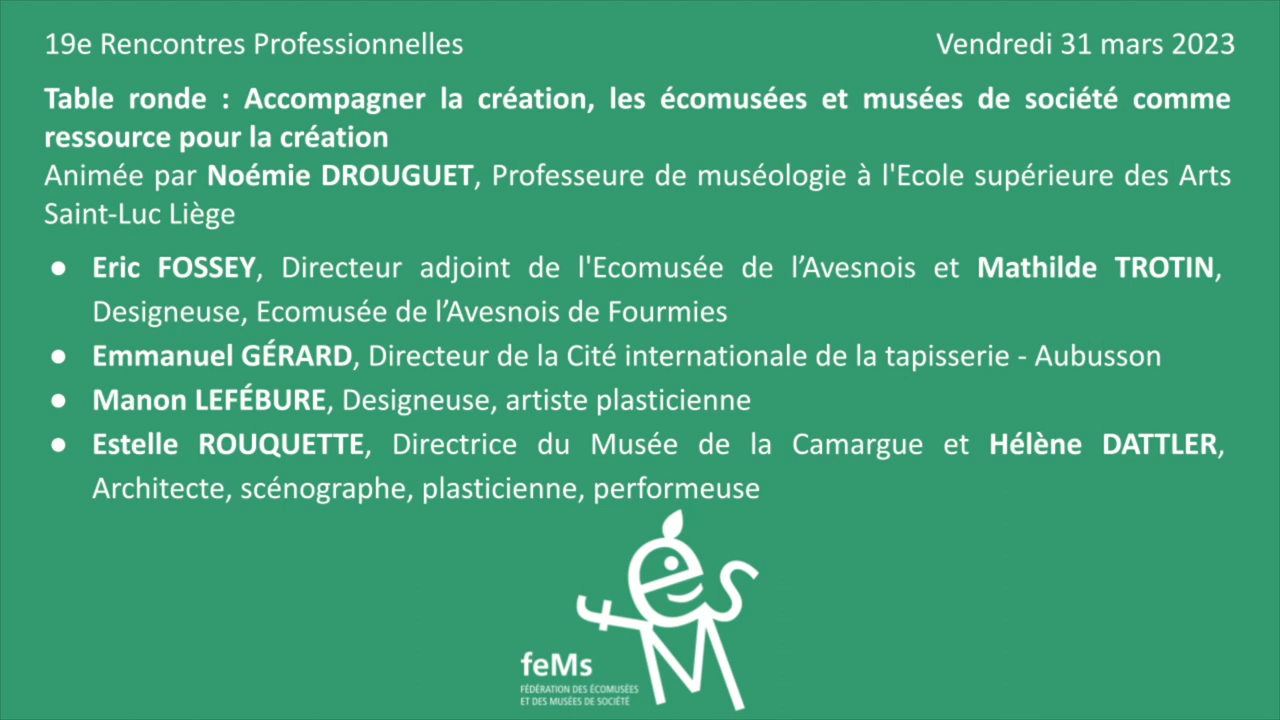 19e Rencontres Professionnelles
Vendredi 31 mars 2023
Table ronde : Accompagner la création, les écomusées et musées de société comme
ressource pour la création
Animée par Noémie DROUGUET, Professeure de muséologie à l'Ecole supérieure des Arts
Saint-Luc Liège
● Eric FOSSEY, Directeur adjoint de l'Ecomusée de l’Avesnois et Mathilde TROTIN,
Designeuse, Ecomusée de l’Avesnois de Fourmies
● Emmanuel GÉRARD, Directeur de la Cité internationale de la tapisserie - Aubusson
● Manon LEFÉBURE, Designeuse, artiste plasticienne
● Estelle ROUQUETTE, Directrice du Musée de la Camargue et Hélène DATTLER,
Architecte, scénographe, plasticienne, performeuse
feMs
feMs
FÉDÉRATION DES ÉCOMUSÉES
ET DES MUSÉES DE SOCIÉTÉ